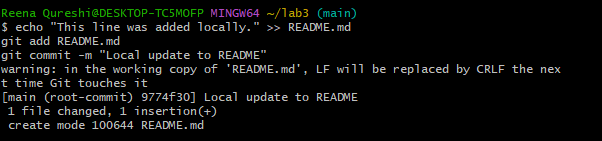 Reena Qureshi@DESKTOP-TC5MOFP MINGW64 ~/lab3 (main)
$ echo "This line was added locally." >> README.md
git add README.md
git commit -m "Local update to README"
warning: in the working copy of 'README.md', LF will be replaced by CRLF the nex
t time Git touches it
[main (root-commit) 9774f30] Local update to README
 1 file changed, 1 insertion(+)
 create mode 100644 README.md